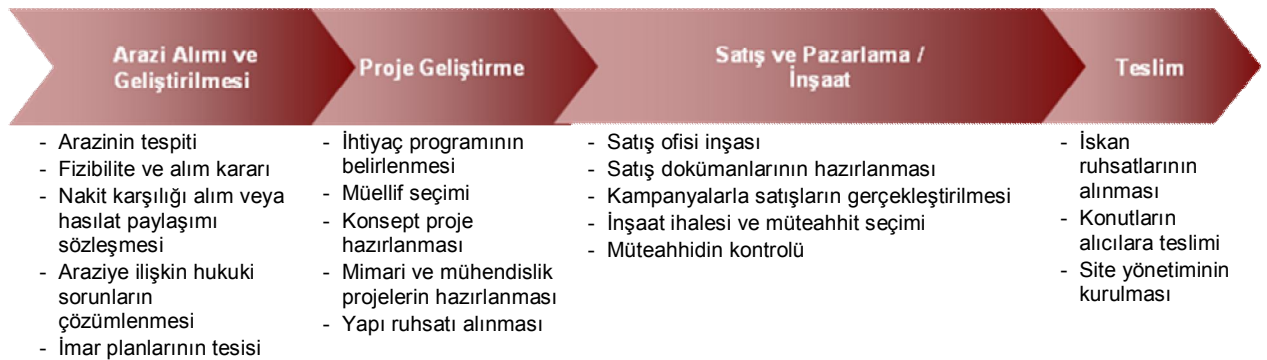 Arazi Alımı ve
Geliştirilmesi
Proje Geliştirme
Satış ve Pazarlama /
İnşaat
Teslim
- Arazinin tespiti
- Fizibilite ve alım kararı
- Nakit karşılığı alım veya
hasılat paylaşımı
sözleşmesi
- Araziye ilişkin hukuki
sorunların
çözümlenmesi
- İmar planlarının tesisi
- İhtiyaç programının
belirlenmesi
- Müellif seçimi
- Konsept proje
hazırlanması
- Mimari ve mühendislik
projelerin hazırlanması
- Yapı ruhsatı alınması
- Satış ofisi inşası
- Satış dokümanlarının hazırlanması
- Kampanyalarla satışların gerçekleştirilmesi
- İnşaat ihalesi ve müteahhit seçimi
- Müteahhidin kontrolü
- İskan
ruhsatlarının
alınması
- Konutların
alıcılara teslimi
- Site yönetiminin
kurulması